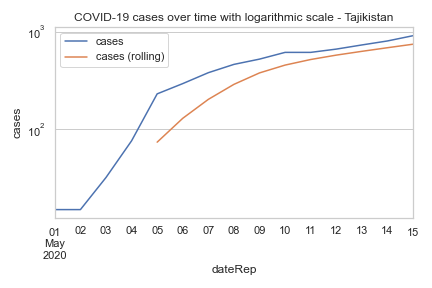 COVID-19 cases over time with logarithmic scale - Tajikistan
10³
cases
cases (rolling)
10²
cases
01 02 03 04 05 06 07 08 09 10 11 12 13 14 15
May
2020
dateRep